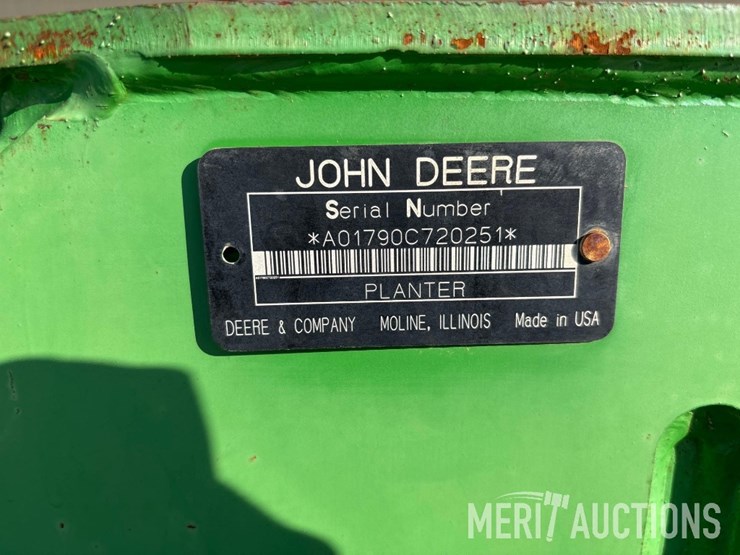 JOHN DEERE
Serial Number
*A01790C720251*
PLANTER
DEERE & COMPANY MOLINE, ILLINOIS Made in USA
MERIT AUCTIONS